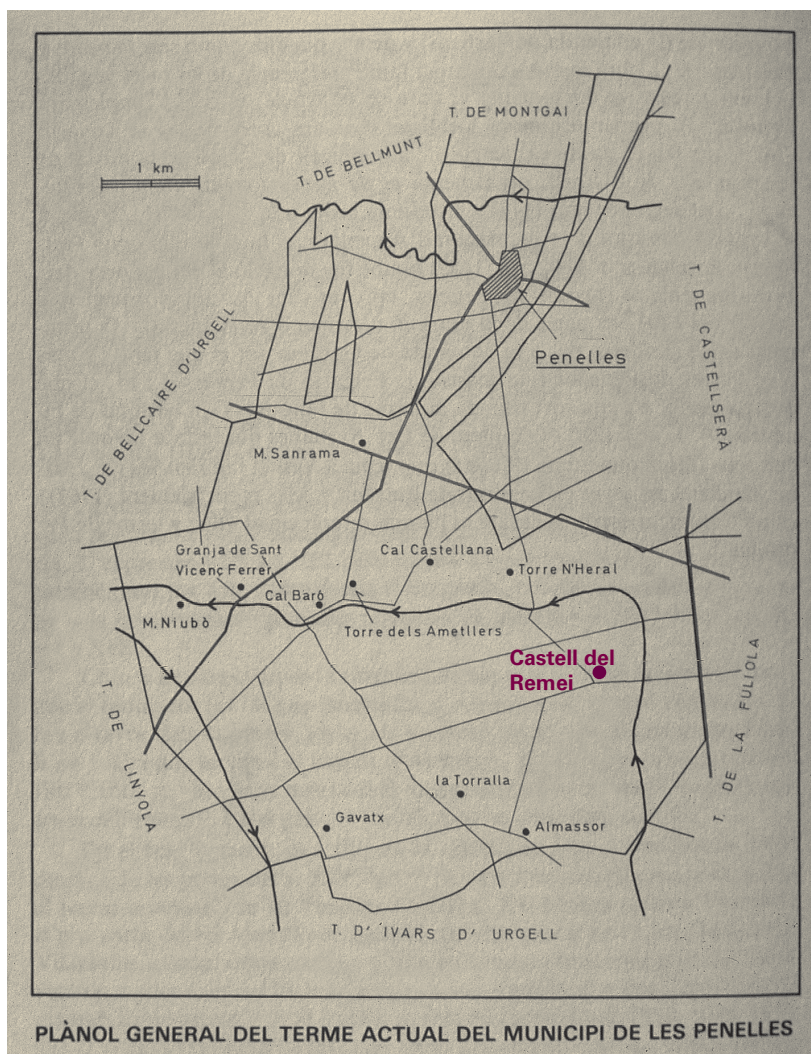 T. DE MONTGAI
T. DE BELLMUNT
1 km
T. DE CASTELLSERÀ
T. DE BELLCAIRE D'URGELL
Penelles
M. Sanrama
Granja de Sant
Vicenç Ferrer
Cal Castellana
Torre N'Heral
Cal Baró
M. Niubò
Torre dels Ametllers
Castell del
Remei
T. DE LINYOLA
T. DE LA FULIOLA
la Torralla
Gavatx
Almassor
T. D' IVARS D' URGELL
PLÀNOL GENERAL DEL TERME ACTUAL DEL MUNICIPI DE LES PENELLES